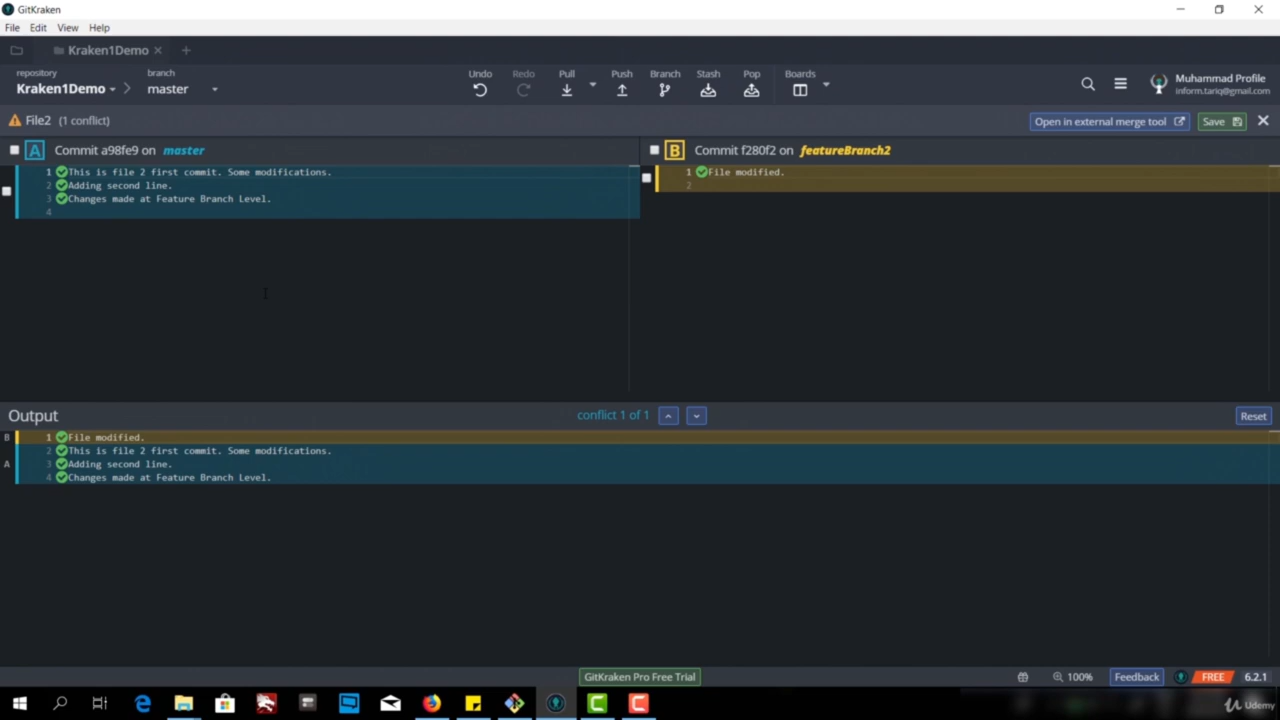 GitKraken
File Edit View Help
Kraken1Demo
repository
Kraken1Demo
branch
master
Undo
Redo
Pull
Push
Branch
Stash
Pop
Boards
Muhammad Profile
inform.tariq@gmail.com
File2 (1 conflict)
Open in external merge tool
Save
A Commit a98fe9 on master
1 This is file 2 first commit. Some modifications.
2 Adding second line.
3 Changes made at Feature Branch Level.
4
B Commit f280f2 on featureBranch2
1 File modified.
2
Output
conflict 1 of 1
Reset
B 1 File modified.
2 This is file 2 first commit. Some modifications.
A 3 Adding second line.
4 Changes made at Feature Branch Level.
GitKraken Pro Free Trial
100%
Feedback
FREE
6.2.1
Udemy